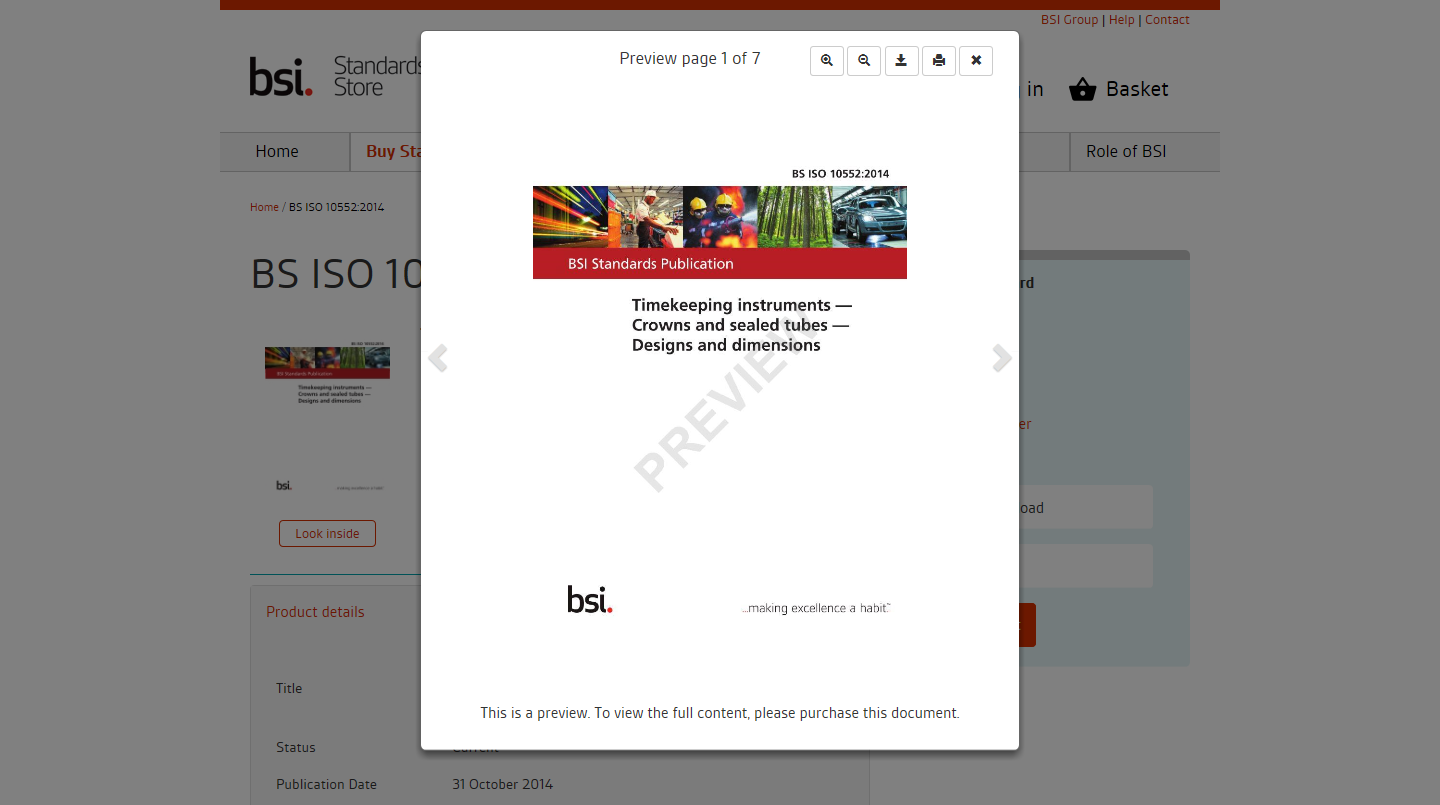 BSI Group | Help | Contact
Preview page 1 of 7
bsi.
Standards
Store
in
Basket
Home
Buy Sta
Role of BSI
Home / BS ISO 10552:2014
BS ISO 10552:2014
BS ISO 10
BSI Standards Publication
Timekeeping instruments —
Crowns and sealed tubes —
Designs and dimensions
PREVIEW
BSI Standards Publication
Timekeeping instruments —
Crowns and sealed tubes —
Designs and dimensions
bsi.
Look inside
rd
er
oad
bsi.
...making excellence a habit.™
Product details
Title
This is a preview. To view the full content, please purchase this document.
Status
Current
Publication Date
31 October 2014